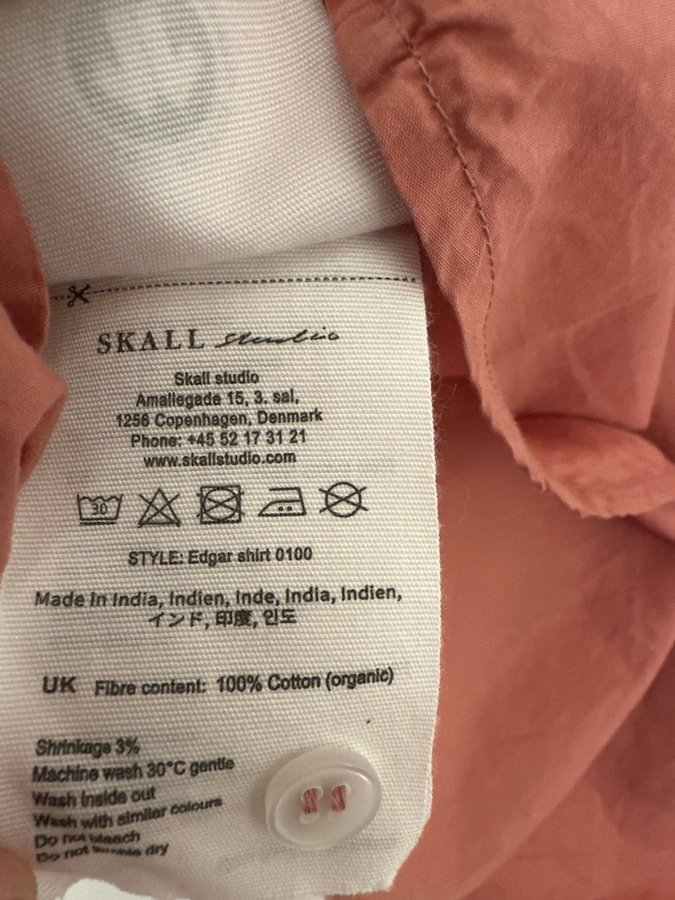 SKALL studio
Skall studio
Amaliegade 15, 3. sal,
1256 Copenhagen, Denmark
Phone: +45 52 17 31 21
www.skallstudio.com
30
STYLE: Edgar shirt 0100
Made in India, Indien, Inde, India, Indien,
インド, 印度, 인도
UK Fibre content: 100% Cotton (organic)
Shrinkage 3%
Machine wash 30°C gentle
Wash inside out
Wash with similar colours
Do not bleach
Do not tumble dry